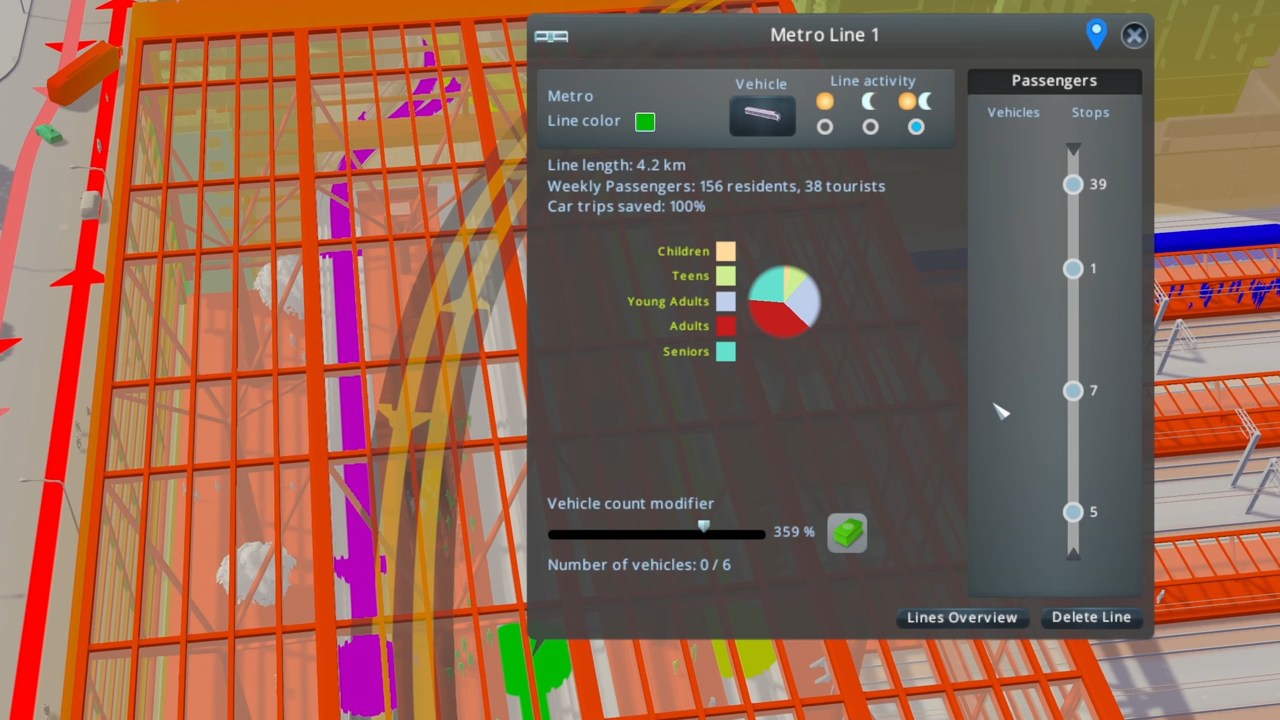 Metro Line 1
Metro
Line color
Vehicle
Line activity
Line length: 4.2 km
Weekly Passengers: 156 residents, 38 tourists
Car trips saved: 100%
Children
Teens
Young Adults
Adults
Seniors
Vehicle count modifier
359 %
Number of vehicles: 0 / 6
Passengers
Vehicles Stops
39
1
7
5
Lines Overview
Delete Line